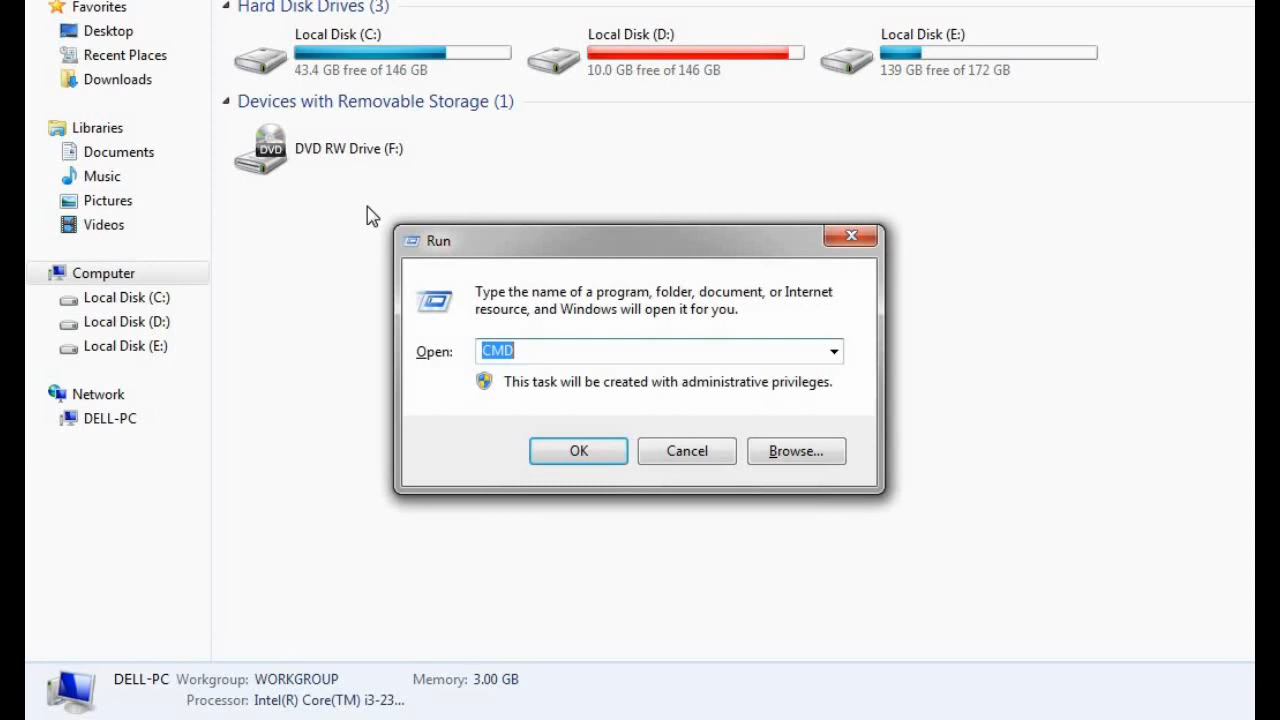 Favorites
Desktop
Recent Places
Downloads
Libraries
Documents
Music
Pictures
Videos
Computer
Local Disk (C:)
Local Disk (D:)
Local Disk (E:)
Network
DELL-PC
Hard Disk Drives (3)
Local Disk (C:)
43.4 GB free of 146 GB
Local Disk (D:)
10.0 GB free of 146 GB
Local Disk (E:)
139 GB free of 172 GB
Devices with Removable Storage (1)
DVD
DVD RW Drive (F:)
Run
Type the name of a program, folder, document, or Internet
resource, and Windows will open it for you.
Open: CMD
This task will be created with administrative privileges.
OK Cancel Browse...
DELL-PC Workgroup: WORKGROUP Memory: 3.00 GB
Processor: Intel(R) Core(TM) i3-23...